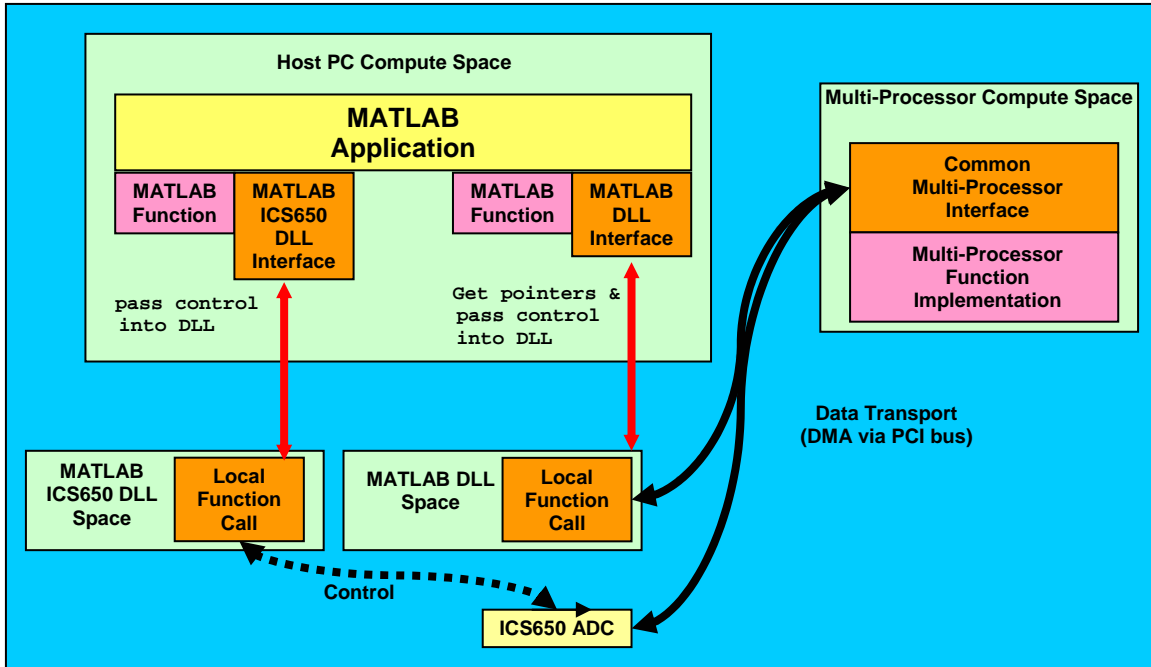 Host PC Compute Space
MATLAB
Application
MATLAB
Function
MATLAB
ICS650
DLL
Interface
MATLAB
Function
MATLAB
DLL
Interface
pass control
into DLL
Get pointers &
pass control
into DLL
Multi-Processor Compute Space
Common
Multi-Processor
Interface
Multi-Processor
Function
Implementation
Data Transport
(DMA via PCI bus)
MATLAB
ICS650 DLL
Space
Local
Function
Call
MATLAB DLL
Space
Local
Function
Call
Control
ICS650 ADC